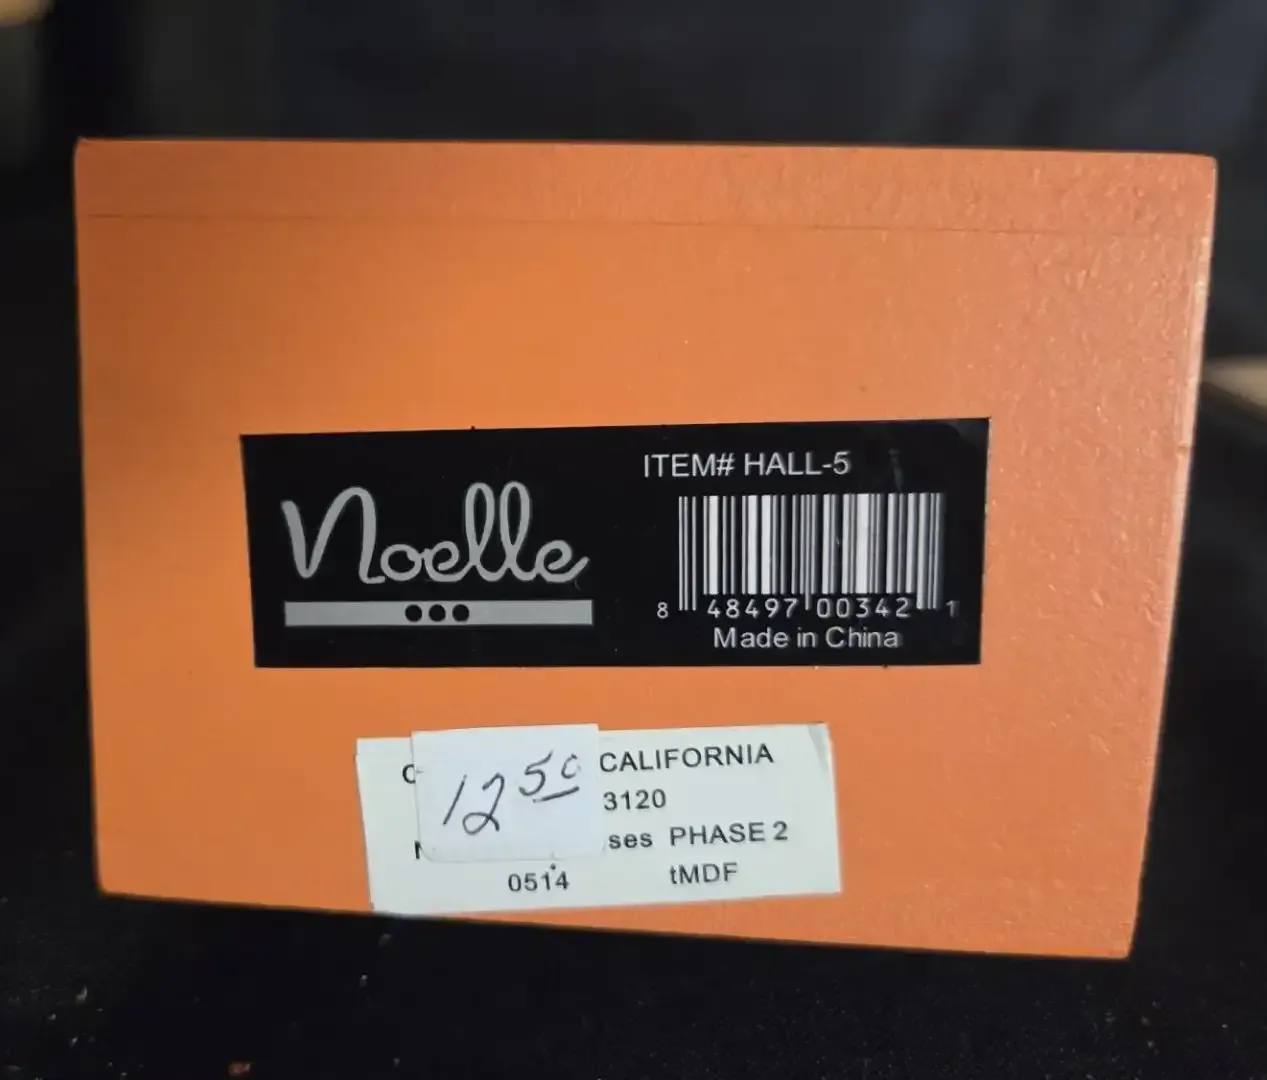 ITEM# HALL-5
Noelle
8 48497 00342 1
Made in China
CALIFORNIA
12 50
3120
PHASE 2
0514 tMDF